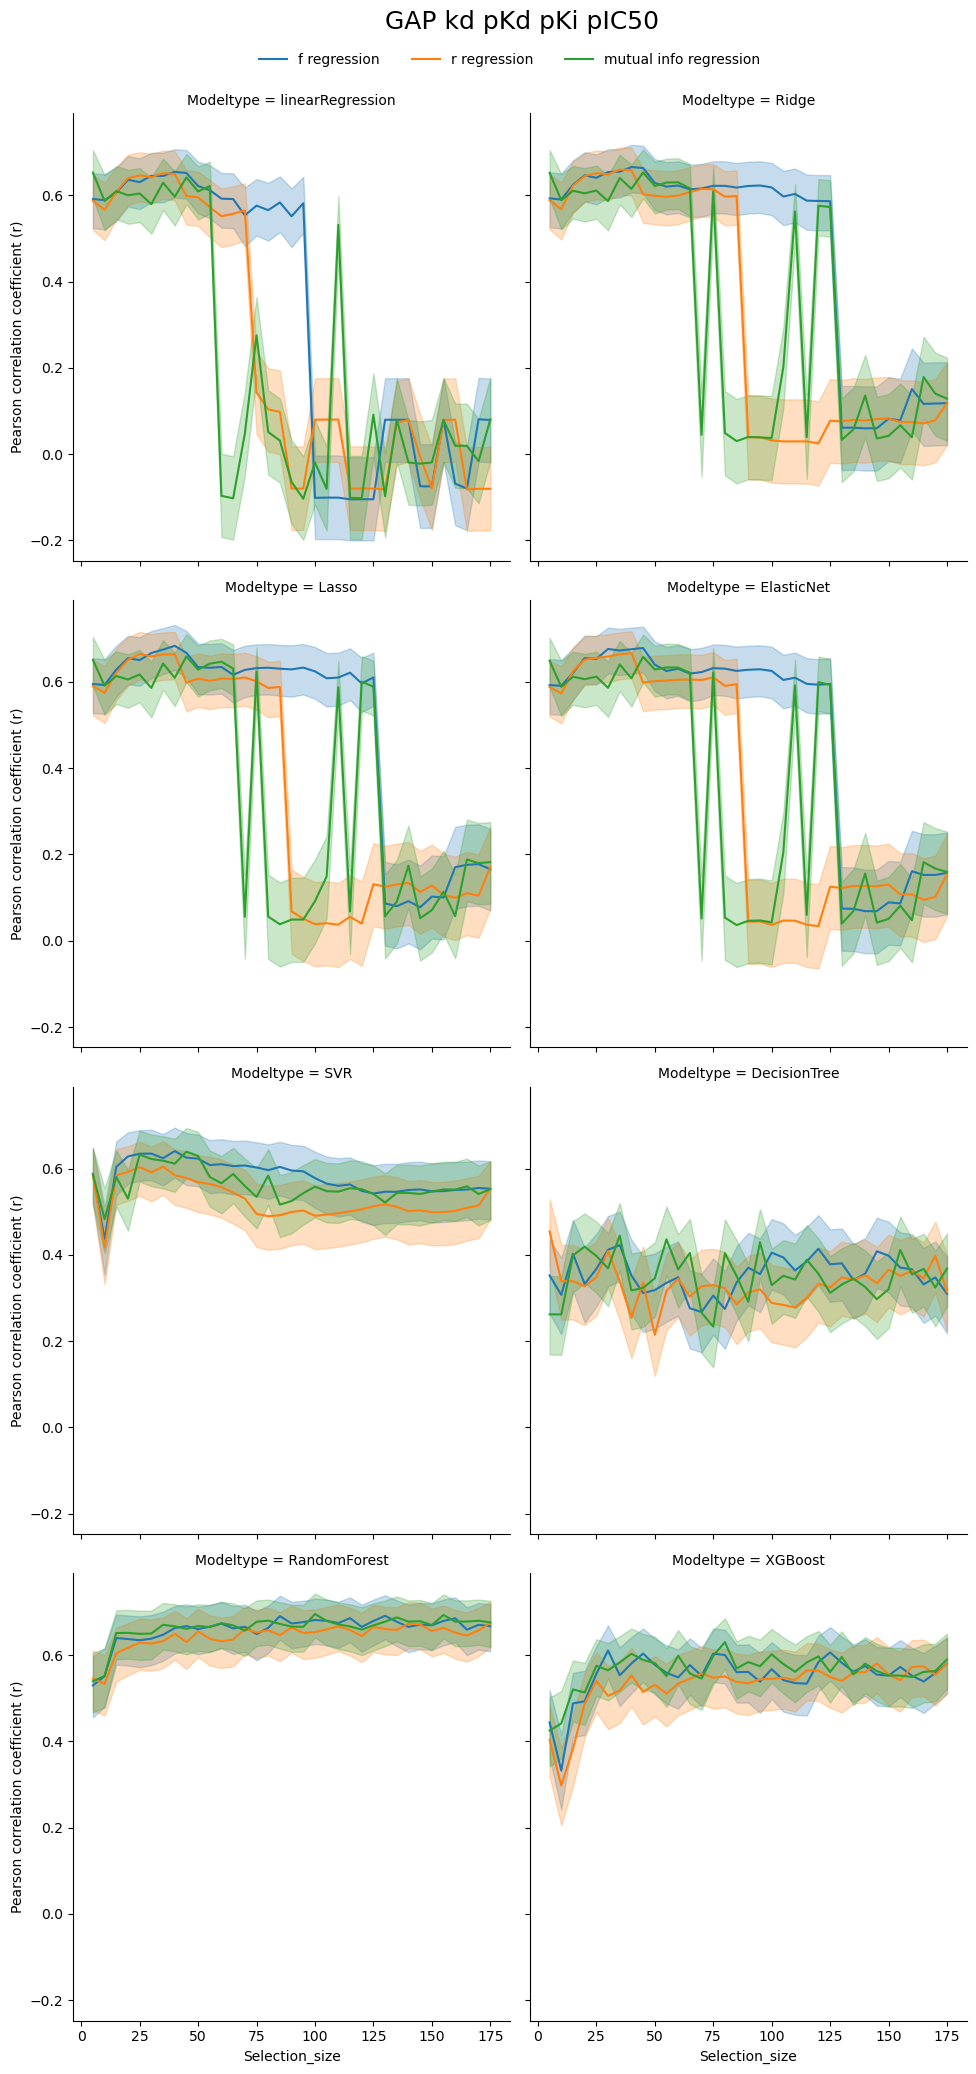 GAP kd pKd pKi pIC50
f regression r regression mutual info regression
Modeltype = linearRegression
Modeltype = Ridge
Pearson correlation coefficient (r)
0.6
0.4
0.2
0.0
−0.2
Modeltype = Lasso
Modeltype = ElasticNet
Pearson correlation coefficient (r)
0.6
0.4
0.2
0.0
−0.2
Modeltype = SVR
Modeltype = DecisionTree
Pearson correlation coefficient (r)
0.6
0.4
0.2
0.0
−0.2
Modeltype = RandomForest
Modeltype = XGBoost
Pearson correlation coefficient (r)
0.6
0.4
0.2
0.0
−0.2
0 25 50 75 100 125 150 175
0 25 50 75 100 125 150 175
Selection_size
Selection_size